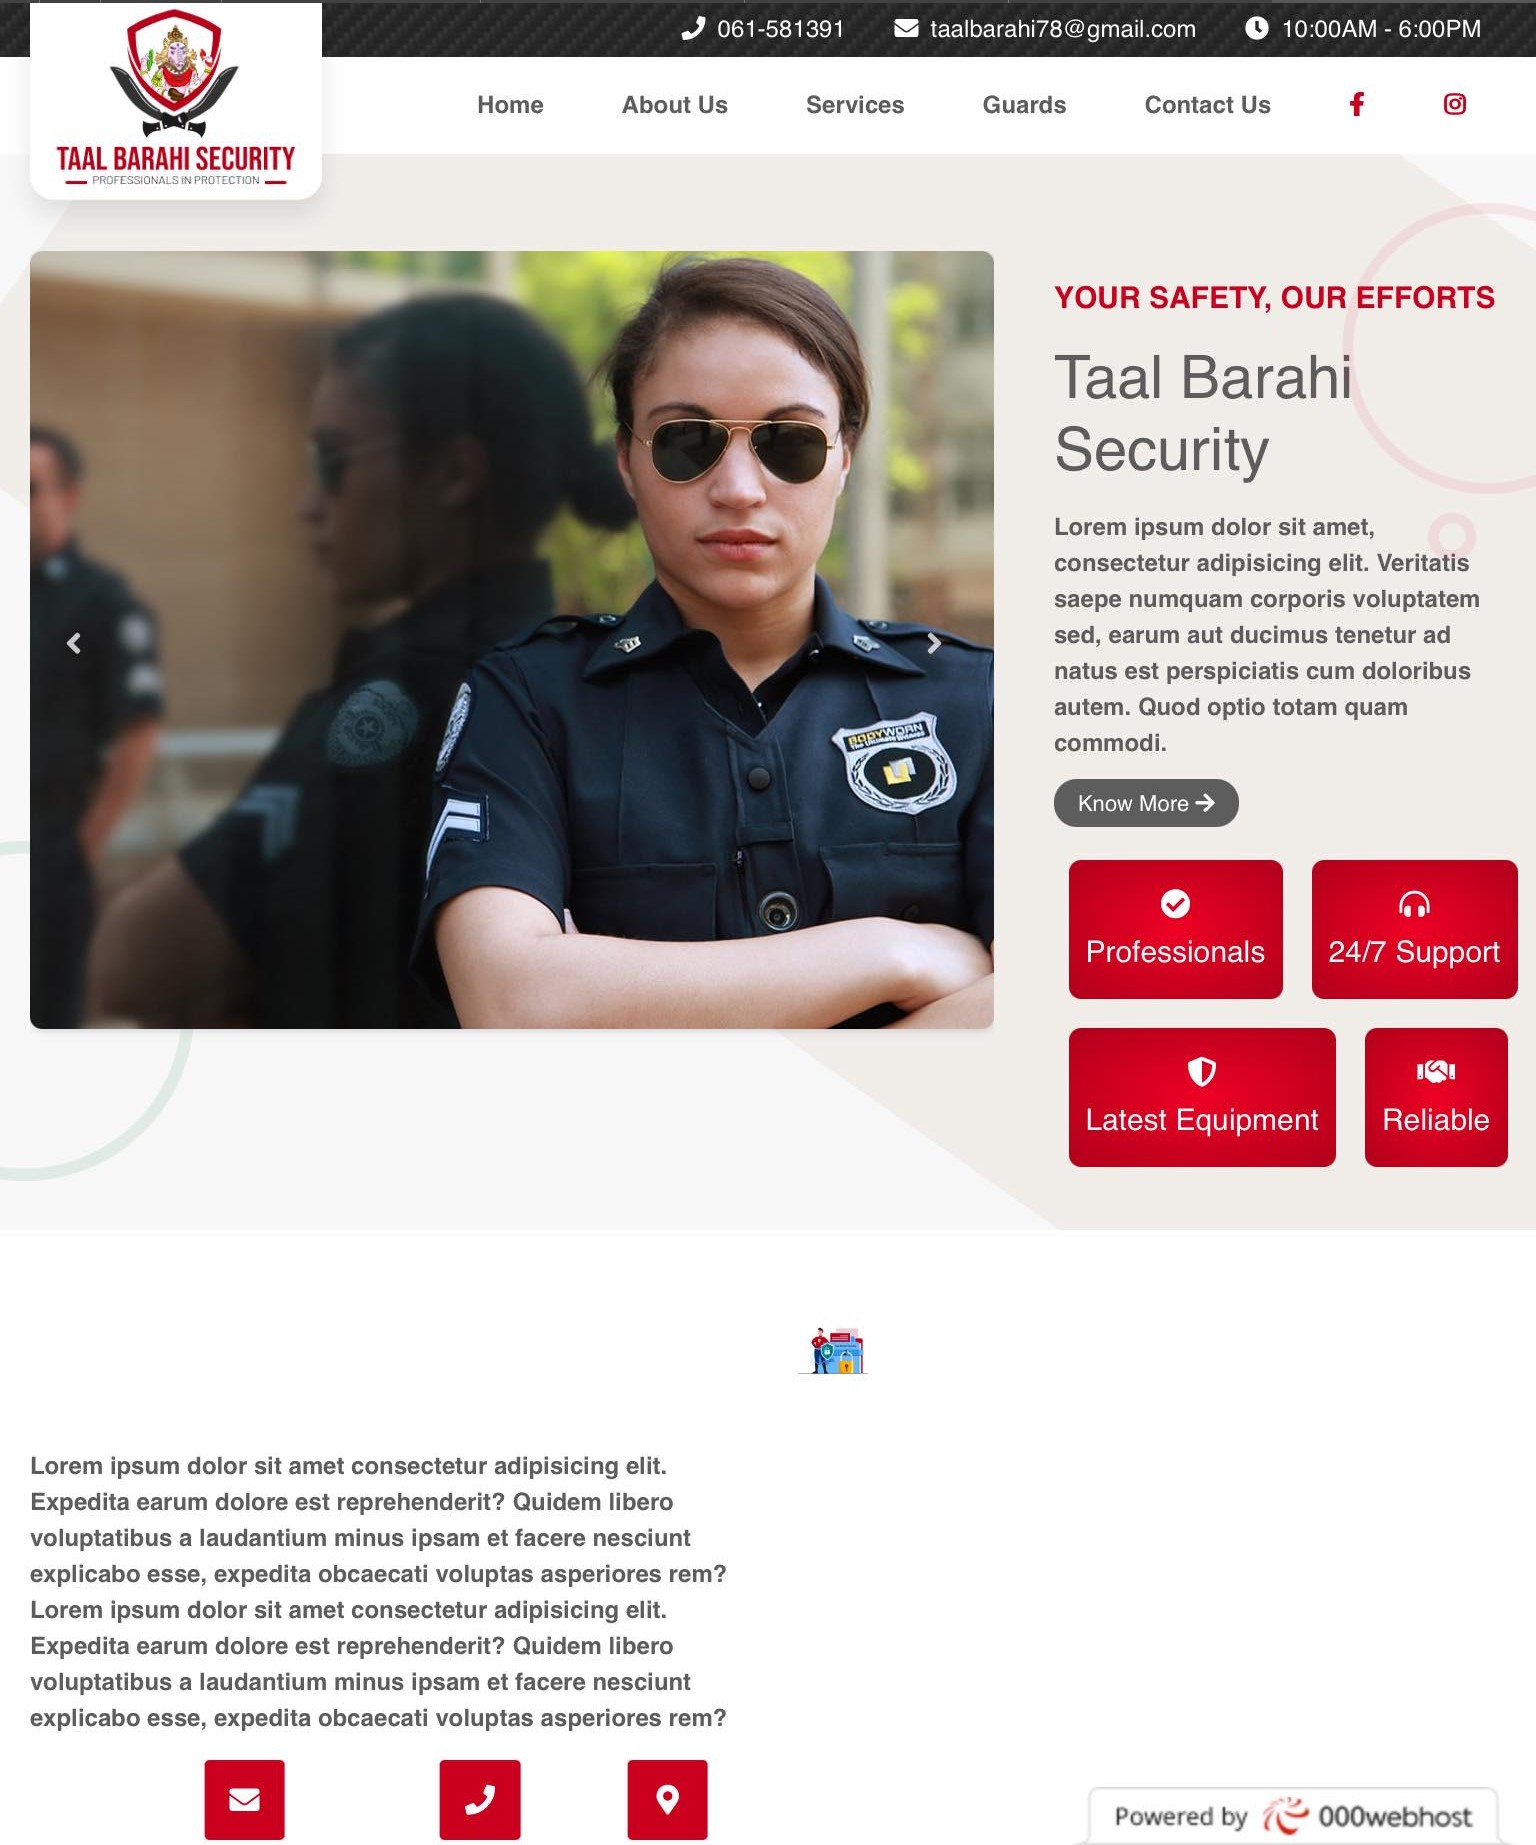 061-581391
taalbarahi78@gmail.com
10:00AM - 6:00PM
TAAL BARAHI SECURITY
PROFESSIONALS IN PROTECTION
Home
About Us
Services
Guards
Contact Us
BODYWORN
The Ultimate Witness
YOUR SAFETY, OUR EFFORTS
Taal Barahi
Security
Lorem ipsum dolor sit amet,
consectetur adipisicing elit. Veritatis
saepe numquam corporis voluptatem
sed, earum aut ducimus tenetur ad
natus est perspiciatis cum doloribus
autem. Quod optio totam quam
commodi.
Know More
Professionals
24/7 Support
Latest Equipment
Reliable
Lorem ipsum dolor sit amet consectetur adipisicing elit.
Expedita earum dolore est reprehenderit? Quidem libero
voluptatibus a laudantium minus ipsam et facere nesciunt
explicabo esse, expedita obcaecati voluptas asperiores rem?
Lorem ipsum dolor sit amet consectetur adipisicing elit.
Expedita earum dolore est reprehenderit? Quidem libero
voluptatibus a laudantium minus ipsam et facere nesciunt
explicabo esse, expedita obcaecati voluptas asperiores rem?
Powered by 000webhost